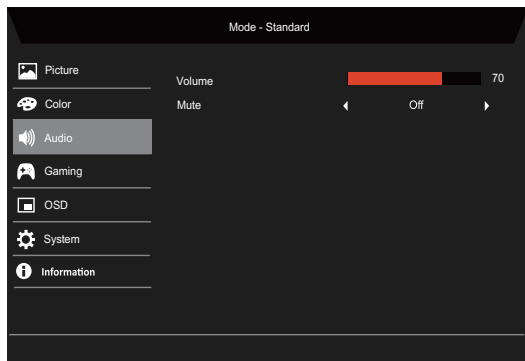 Mode - Standard
Picture
Color
Audio
Gaming
OSD
System
Information
Volume 70
Mute Off